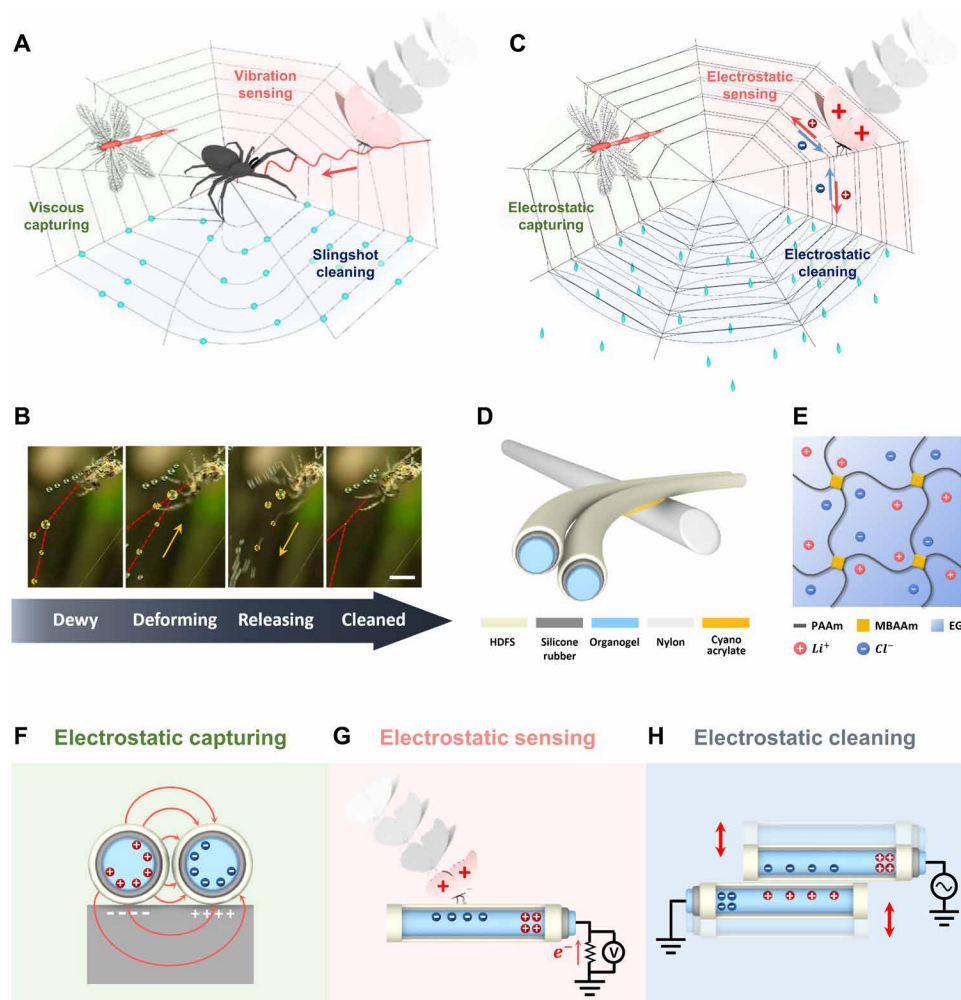 A
Vibration
sensing
Viscous
capturing
Slingshot
cleaning
C
Electrostatic
sensing
+
+
+
−
−
+
Electrostatic
capturing
Electrostatic
cleaning
B
Dewy Deforming Releasing Cleaned
D
HDFS Silicone rubber Organogel Nylon Cyano acrylate
E
PAAm MBAAm EG
Li⁺ Cl⁻
F Electrostatic capturing
− − − − + + + +
G Electrostatic sensing
+ +
− − − − + + + +
e⁻ V
H Electrostatic cleaning
− − − − + + + +
− − − − + + + +